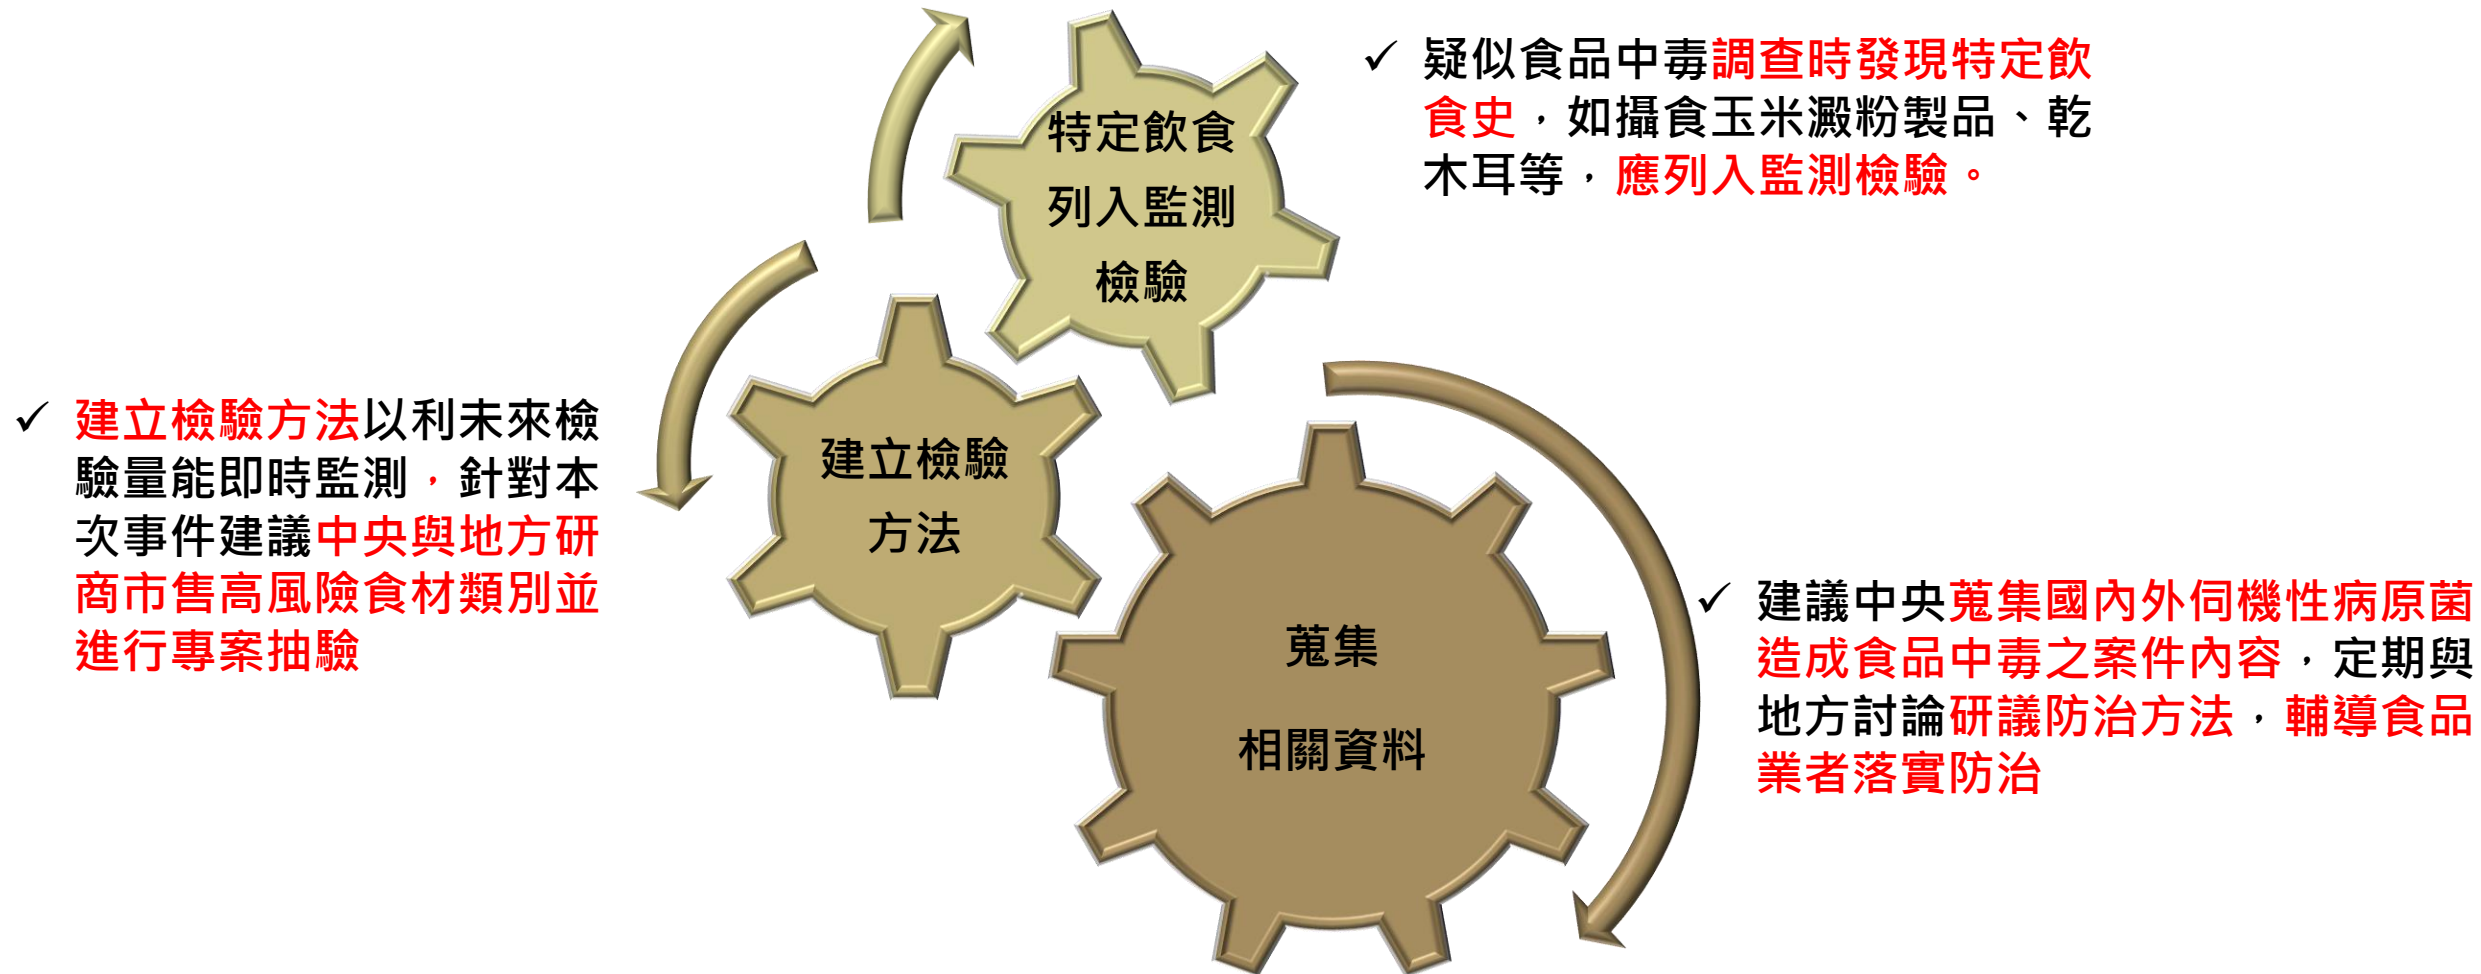 特定飲食
列入監測
檢驗
✓ 疑似食品中毒調查時發現特定飲
食史，如攝食玉米澱粉製品、乾
木耳等，應列入監測檢驗。
建立檢驗
方法
✓ 建立檢驗方法以利未來檢
驗量能即時監測，針對本
次事件建議中央與地方研
商市售高風險食材類別並
進行專案抽驗
蒐集
相關資料
✓ 建議中央蒐集國內外伺機性病原菌
造成食品中毒之案件內容，定期與
地方討論研議防治方法，輔導食品
業者落實防治